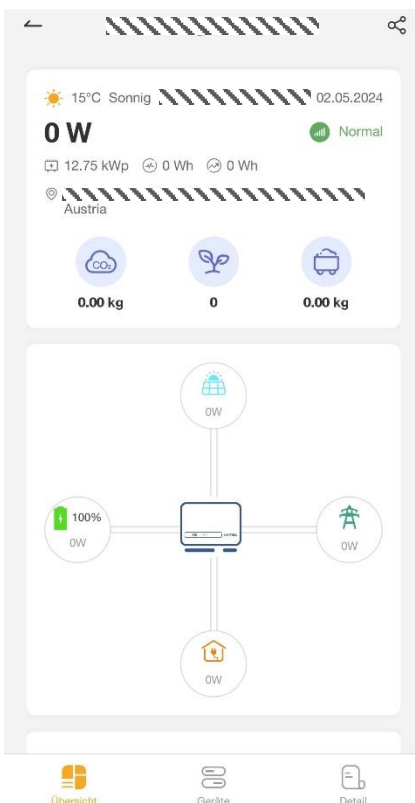 15°C Sonnig 02.05.2024
0 W Normal
12.75 kWp 0 Wh 0 Wh
Austria
CO₂
0.00 kg 0 0.00 kg
0W
100%
0W
0W
0W
Übersicht Geräte Detail